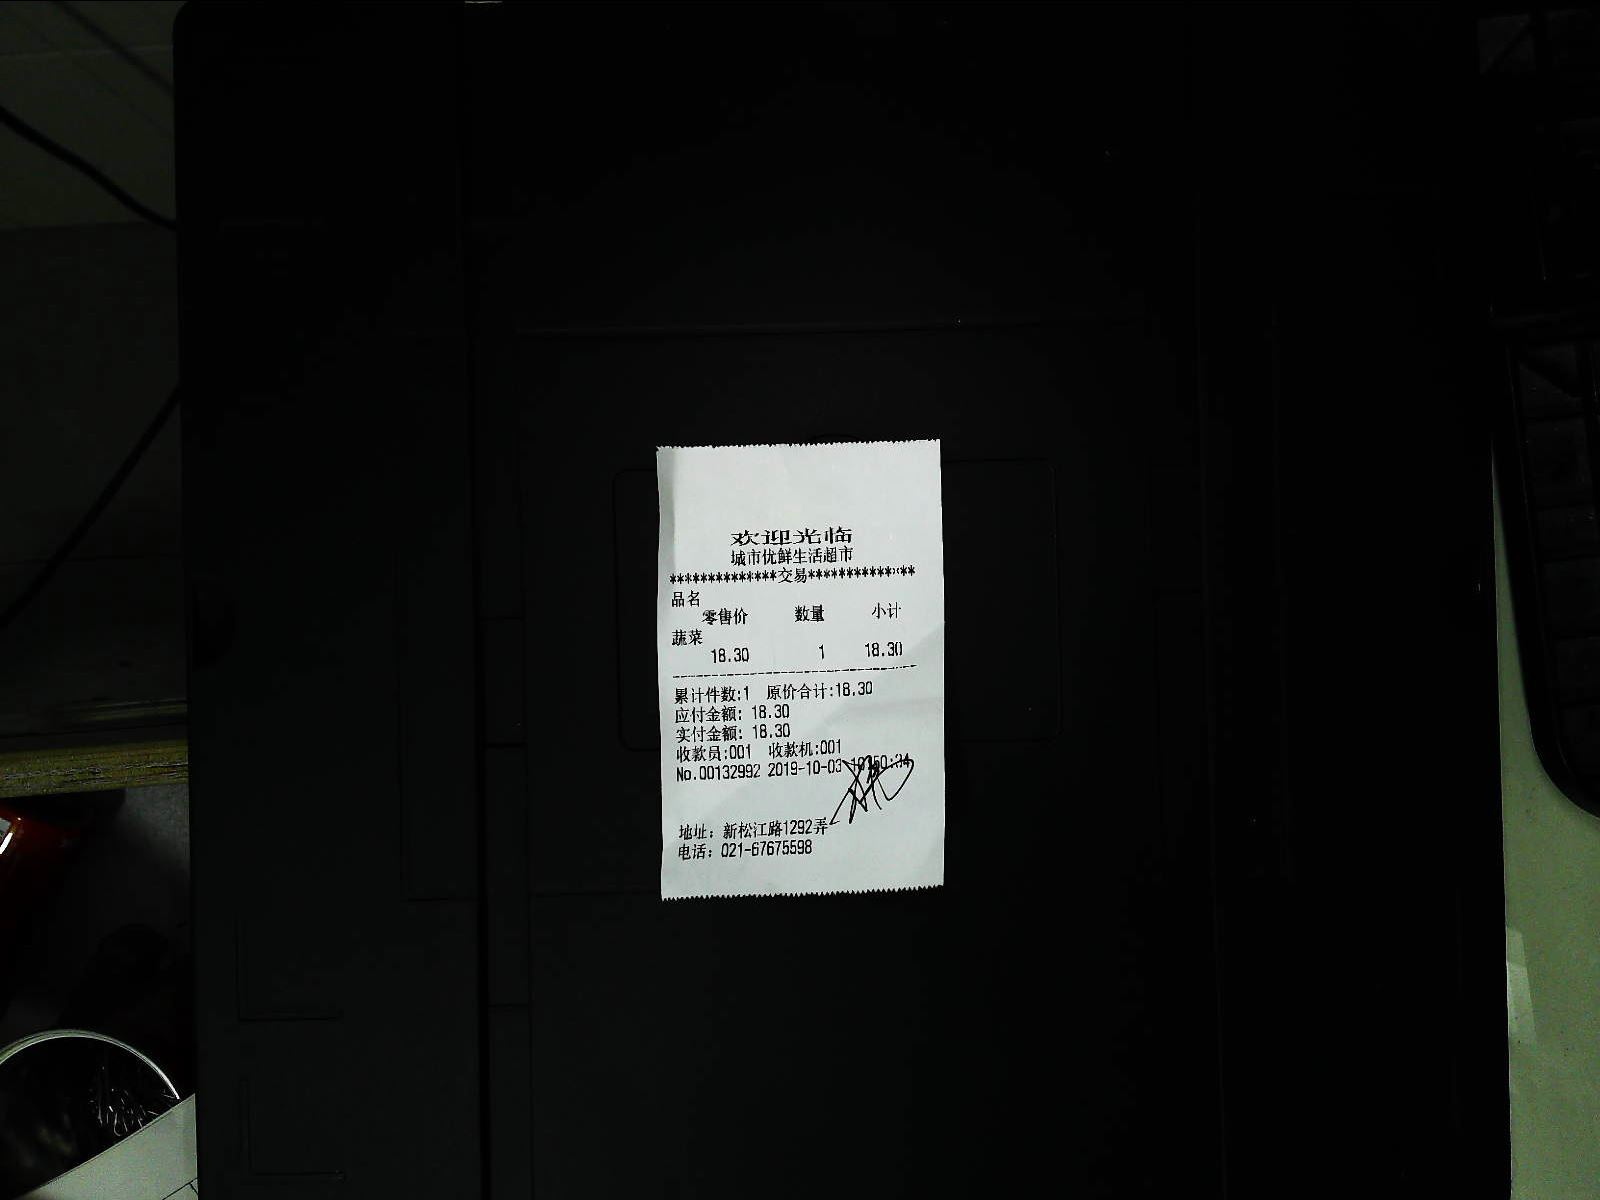 欢迎光临
城市优鲜生活超市
**************交易**************
品名
零售价 数量 小计
蔬菜
18.30 1 18.30
累计件数:1 原价合计:18.30
应付金额: 18.30
实付金额: 18.30
收款员:001 收款机:001
No.00132992 2019-10-03
地址: 新松江路1292弄
电话: 021-67675598